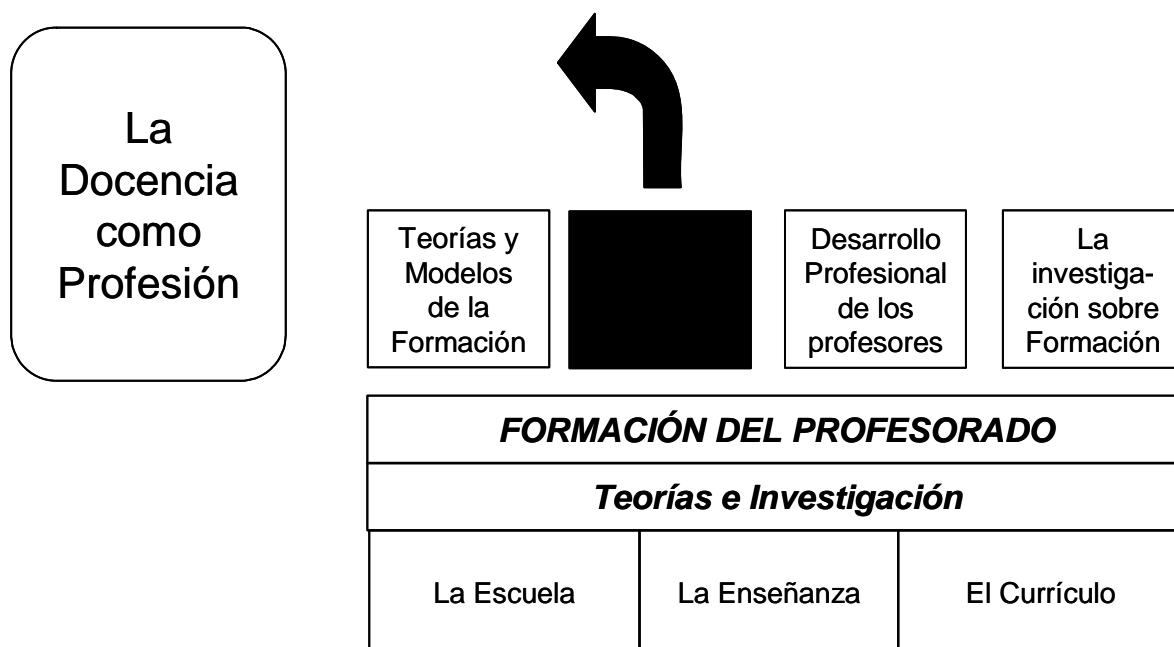 La
Docencia
como
Profesión
Teorías y
Modelos
de la
Formación
Desarrollo
Profesional
de los
profesores
La
investiga-
ción sobre
Formación
FORMACIÓN DEL PROFESORADO
Teorías e Investigación
La Escuela
La Enseñanza
El Currículo